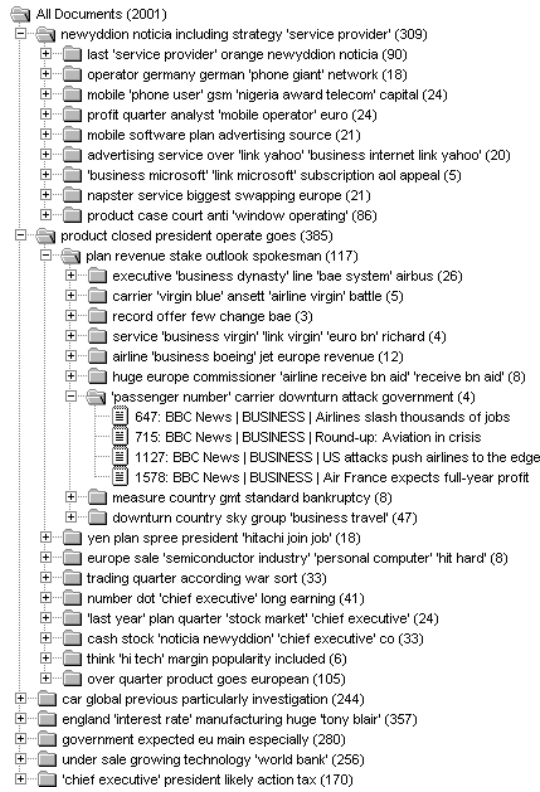 All Documents (2001)
newyddion noticia including strategy 'service provider' (309)
last 'service provider' orange newyddion noticia (90)
operator germany german 'phone giant' network (18)
mobile 'phone user' gsm 'nigeria award telecom' capital (24)
profit quarter analyst 'mobile operator' euro (24)
mobile software plan advertising source (21)
advertising service over 'link yahoo' 'business internet link yahoo' (20)
'business microsoft' 'link microsoft' subscription aol appeal (5)
napster service biggest swapping europe (21)
product case court anti 'window operating' (86)
product closed president operate goes (385)
plan revenue stake outlook spokesman (117)
executive 'business dynasty' line 'bae system' airbus (26)
carrier 'virgin blue' ansett 'airline virgin' battle (5)
record offer few change bae (3)
service 'business virgin' 'link virgin' 'euro bn' richard (4)
airline 'business boeing' jet europe revenue (12)
huge europe commissioner 'airline receive bn aid' 'receive bn aid' (8)
'passenger number' carrier downturn attack government (4)
647: BBC News | BUSINESS | Airlines slash thousands of jobs
715: BBC News | BUSINESS | Round-up: Aviation in crisis
1127: BBC News | BUSINESS | US attacks push airlines to the edge
1578: BBC News | BUSINESS | Air France expects full-year profit
measure country gmt standard bankruptcy (8)
downturn country sky group 'business travel' (47)
yen plan spree president 'hitachi join job' (18)
europe sale 'semiconductor industry' 'personal computer' 'hit hard' (8)
trading quarter according war sort (33)
number dot 'chief executive' long earning (41)
'last year' plan quarter 'stock market' 'chief executive' (24)
cash stock 'noticia newyddion' 'chief executive' co (33)
think 'hi tech' margin popularity included (6)
over quarter product goes european (105)
car global previous particularly investigation (244)
england 'interest rate' manufacturing huge 'tony blair' (357)
government expected eu main especially (280)
under sale growing technology 'world bank' (256)
'chief executive' president likely action tax (170)